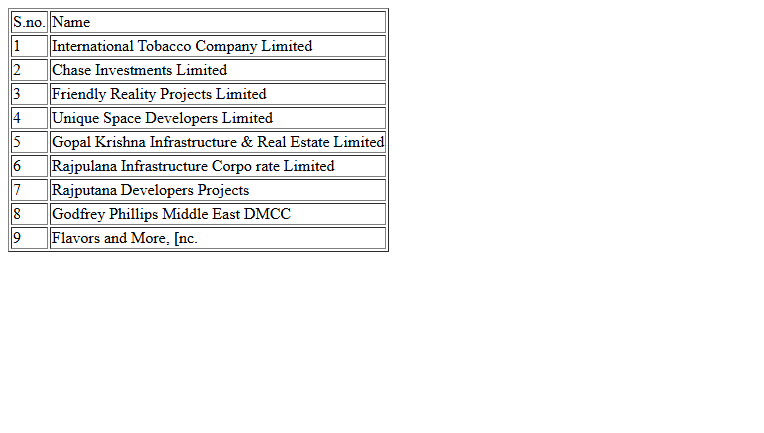 S.no. Name
1 International Tobacco Company Limited
2 Chase Investments Limited
3 Friendly Reality Projects Limited
4 Unique Space Developers Limited
5 Gopal Krishna Infrastructure & Real Estate Limited
6 Rajpulana Infrastructure Corpo rate Limited
7 Rajputana Developers Projects
8 Godfrey Phillips Middle East DMCC
9 Flavors and More, [nc.